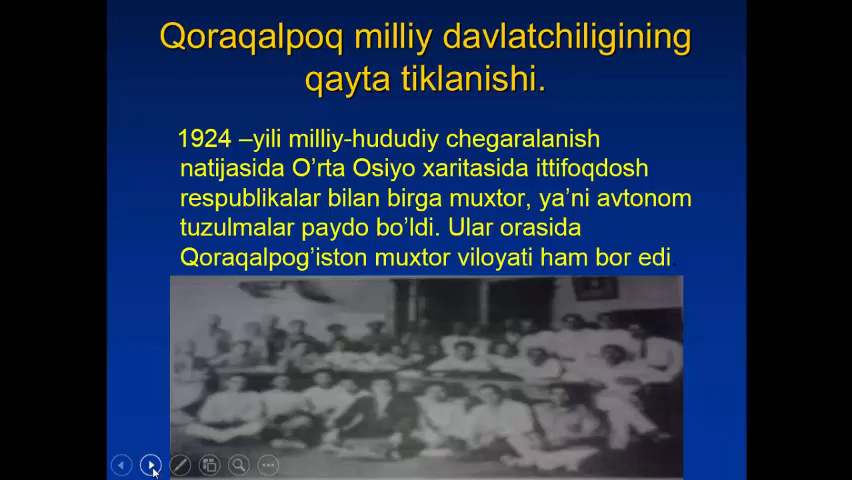 Qoraqalpoq milliy davlatchiligining
qayta tiklanishi.
1924 –yili milliy-hududiy chegaralanish
natijasida O’rta Osiyo xaritasida ittifoqdosh
respublikalar bilan birga muxtor, ya’ni avtonom
tuzulmalar paydo bo’ldi. Ular orasida
Qoraqalpog’iston muxtor viloyati ham bor edi.